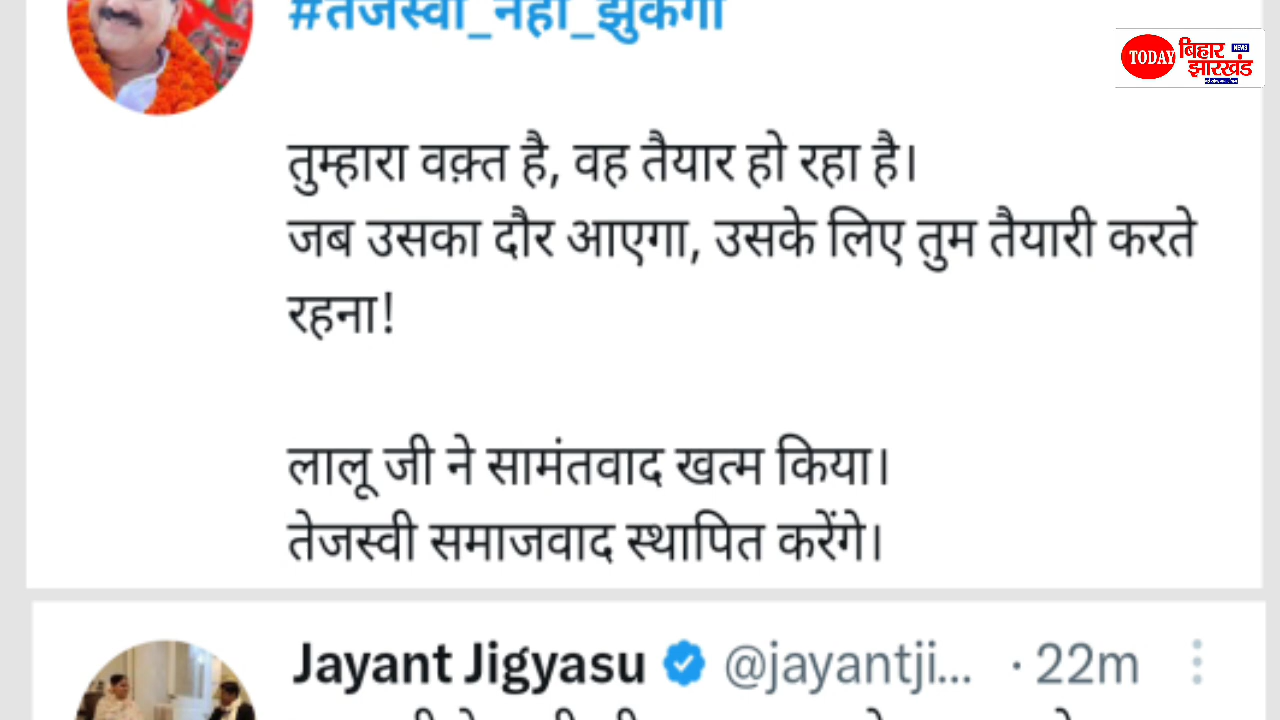 #तेजस्वी_नहीं_झुकेगा
TODAY बिहार NEWS
झारखंड
तुम्हारा वक़्त है, वह तैयार हो रहा है।
जब उसका दौर आएगा, उसके लिए तुम तैयारी करते
रहना!
लालू जी ने सामंतवाद खत्म किया।
तेजस्वी समाजवाद स्थापित करेंगे।
Jayant Jigyasu @jayantji... · 22m